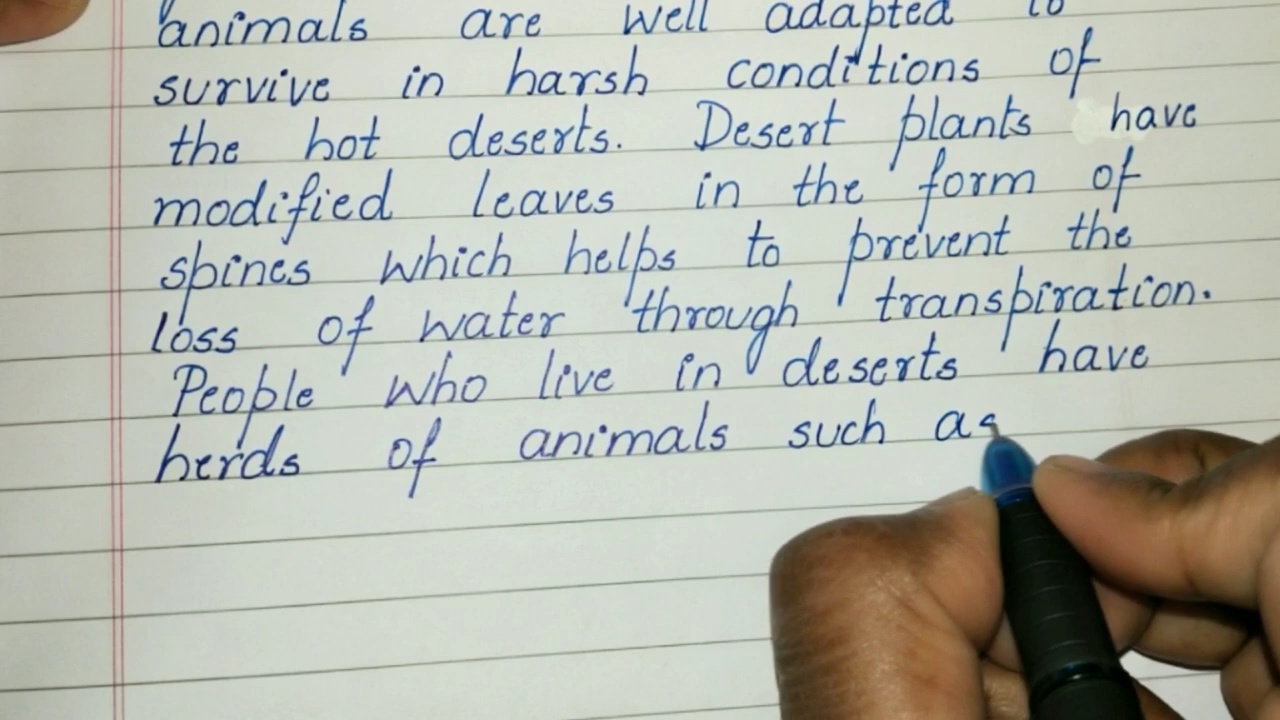 animals are well adapted to
survive in harsh conditions of
the hot deserts. Desert plants have
modified leaves in the form of
spines which helps to prevent the
loss of water through transpiration.
People who live in deserts have
herds of animals such as